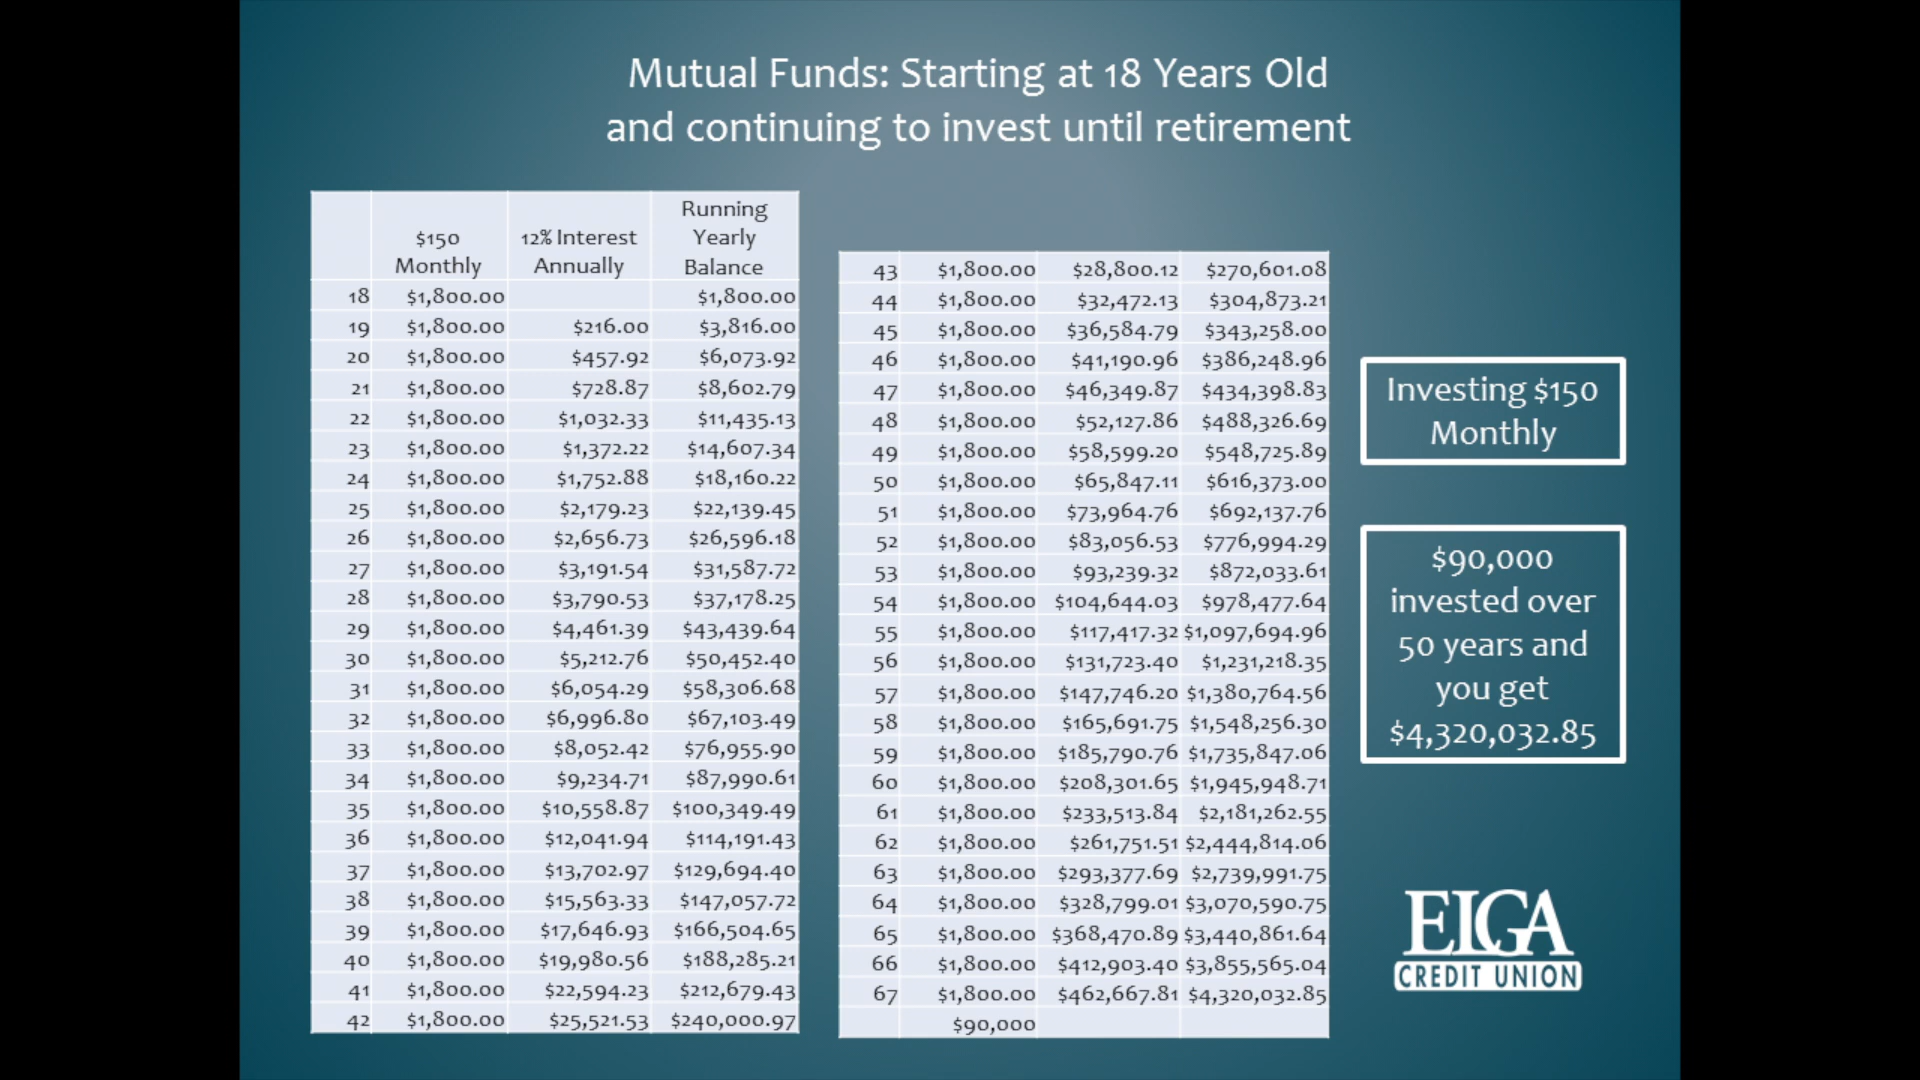 Mutual Funds: Starting at 18 Years Old
and continuing to invest until retirement
$150 Monthly 12% Interest Annually Running Yearly Balance
18 $1,800.00 $1,800.00
19 $1,800.00 $216.00 $3,816.00
20 $1,800.00 $457.92 $6,073.92
21 $1,800.00 $728.87 $8,602.79
22 $1,800.00 $1,032.33 $11,435.13
23 $1,800.00 $1,372.22 $14,607.34
24 $1,800.00 $1,752.88 $18,160.22
25 $1,800.00 $2,179.23 $22,139.45
26 $1,800.00 $2,656.73 $26,596.18
27 $1,800.00 $3,191.54 $31,587.72
28 $1,800.00 $3,790.53 $37,178.25
29 $1,800.00 $4,461.39 $43,439.64
30 $1,800.00 $5,212.76 $50,452.40
31 $1,800.00 $6,054.29 $58,306.68
32 $1,800.00 $6,996.80 $67,103.49
33 $1,800.00 $8,052.42 $76,955.90
34 $1,800.00 $9,234.71 $87,990.61
35 $1,800.00 $10,558.87 $100,349.49
36 $1,800.00 $12,041.94 $114,191.43
37 $1,800.00 $13,702.97 $129,694.40
38 $1,800.00 $15,563.33 $147,057.72
39 $1,800.00 $17,646.93 $166,504.65
40 $1,800.00 $19,980.56 $188,285.21
41 $1,800.00 $22,594.23 $212,679.43
42 $1,800.00 $25,521.53 $240,000.97
43 $1,800.00 $28,800.12 $270,601.08
44 $1,800.00 $32,472.13 $304,873.21
45 $1,800.00 $36,584.79 $343,258.00
46 $1,800.00 $41,190.96 $386,248.96
47 $1,800.00 $46,349.87 $434,398.83
48 $1,800.00 $52,127.86 $488,326.69
49 $1,800.00 $58,599.20 $548,725.89
50 $1,800.00 $65,847.11 $616,373.00
51 $1,800.00 $73,964.76 $692,137.76
52 $1,800.00 $83,056.53 $776,994.29
53 $1,800.00 $93,239.32 $872,033.61
54 $1,800.00 $104,644.03 $978,477.64
55 $1,800.00 $117,417.32 $1,097,694.96
56 $1,800.00 $131,723.40 $1,231,218.35
57 $1,800.00 $147,746.20 $1,380,764.56
58 $1,800.00 $165,691.75 $1,548,256.30
59 $1,800.00 $185,790.76 $1,735,847.06
60 $1,800.00 $208,301.65 $1,945,948.71
61 $1,800.00 $233,513.84 $2,181,262.55
62 $1,800.00 $261,751.51 $2,444,814.06
63 $1,800.00 $293,377.69 $2,739,991.75
64 $1,800.00 $328,799.01 $3,070,590.75
65 $1,800.00 $368,470.89 $3,440,861.64
66 $1,800.00 $412,903.40 $3,855,565.04
67 $1,800.00 $462,667.81 $4,320,032.85
$90,000
Investing $150
Monthly
$90,000
invested over
50 years and
you get
$4,320,032.85
ELGA
CREDIT UNION